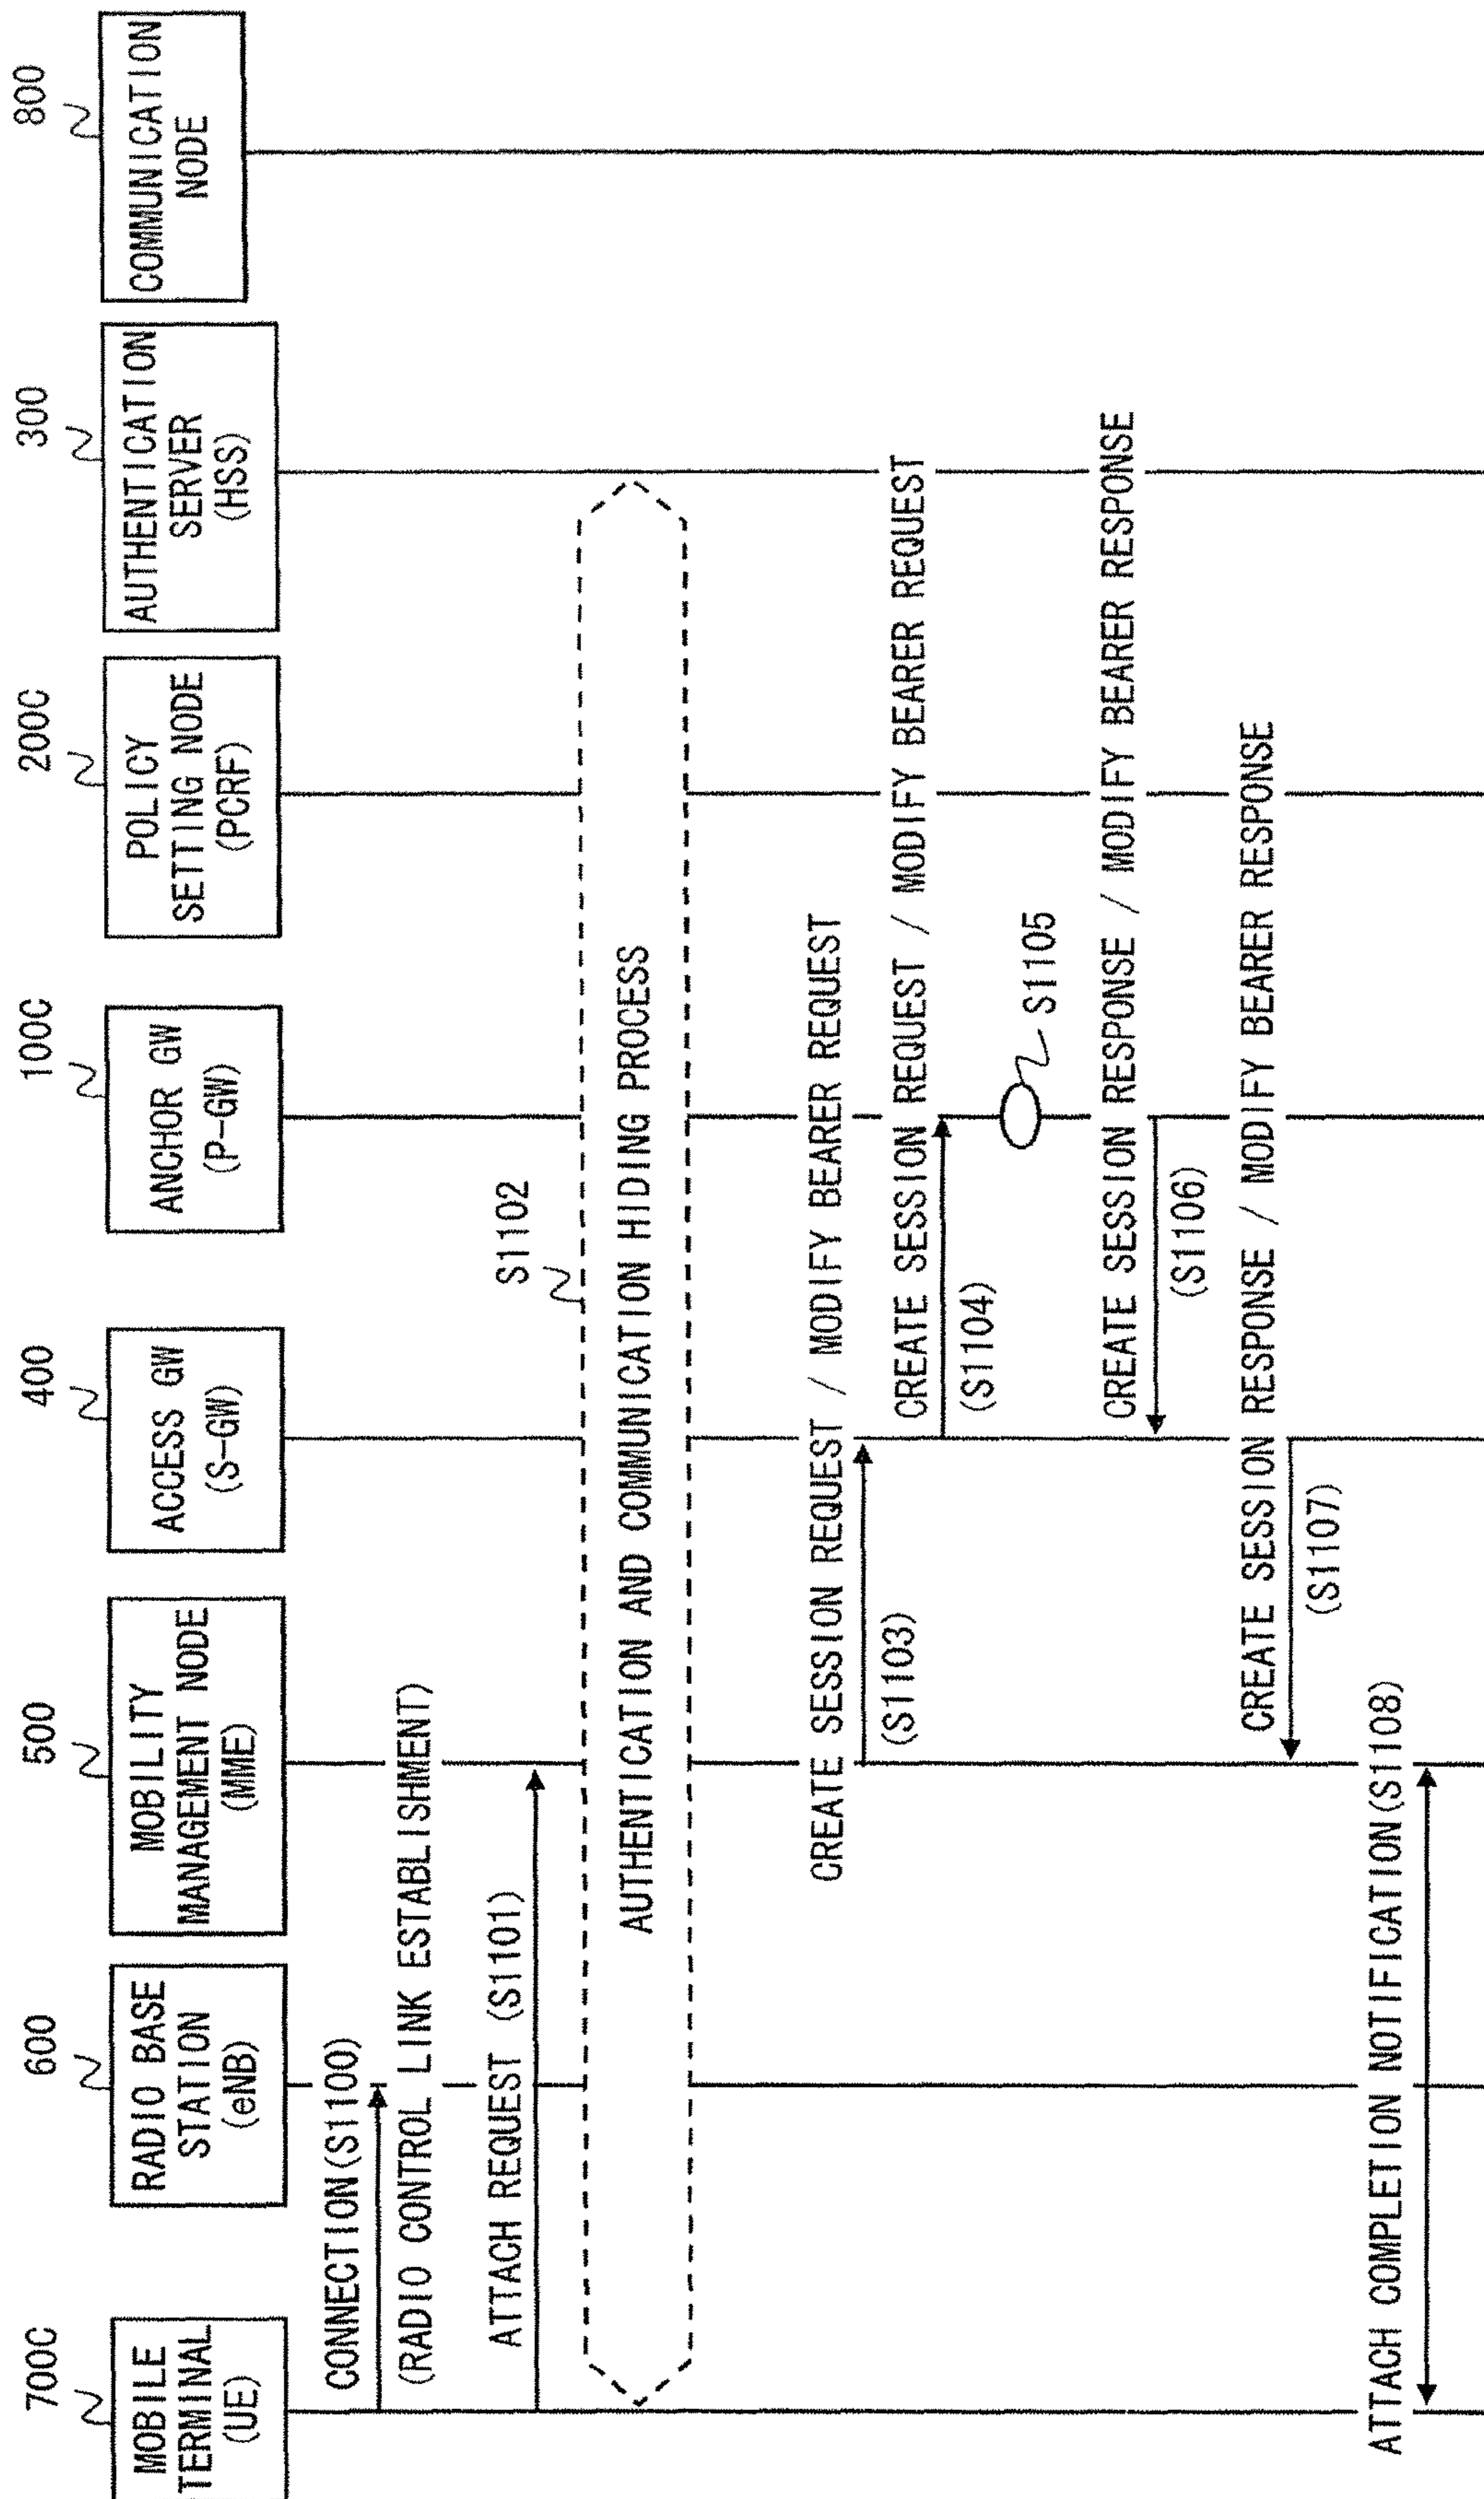 700C
MOBILE
TERMINAL
(UE)
600
RADIO BASE
STATION
(eNB)
500
MOBILITY
MANAGEMENT NODE
(MME)
400
ACCESS GW
(S-GW)
100C
ANCHOR GW
(P-GW)
200C
POLICY
SETTING NODE
(PCRF)
300
AUTHENTICATION
SERVER
(HSS)
800
COMMUNICATION
NODE
CONNECTION(S1100)
(RADIO CONTROL LINK ESTABLISHMENT)
ATTACH REQUEST (S1101)
S1102
AUTHENTICATION AND COMMUNICATION HIDING PROCESS
CREATE SESSION REQUEST / MODIFY BEARER REQUEST
(S1103)
CREATE SESSION REQUEST / MODIFY BEARER REQUEST
(S1104)
S1105
CREATE SESSION RESPONSE / MODIFY BEARER RESPONSE
(S1106)
CREATE SESSION RESPONSE / MODIFY BEARER RESPONSE
(S1107)
ATTACH COMPLETION NOTIFICATION(S1108)